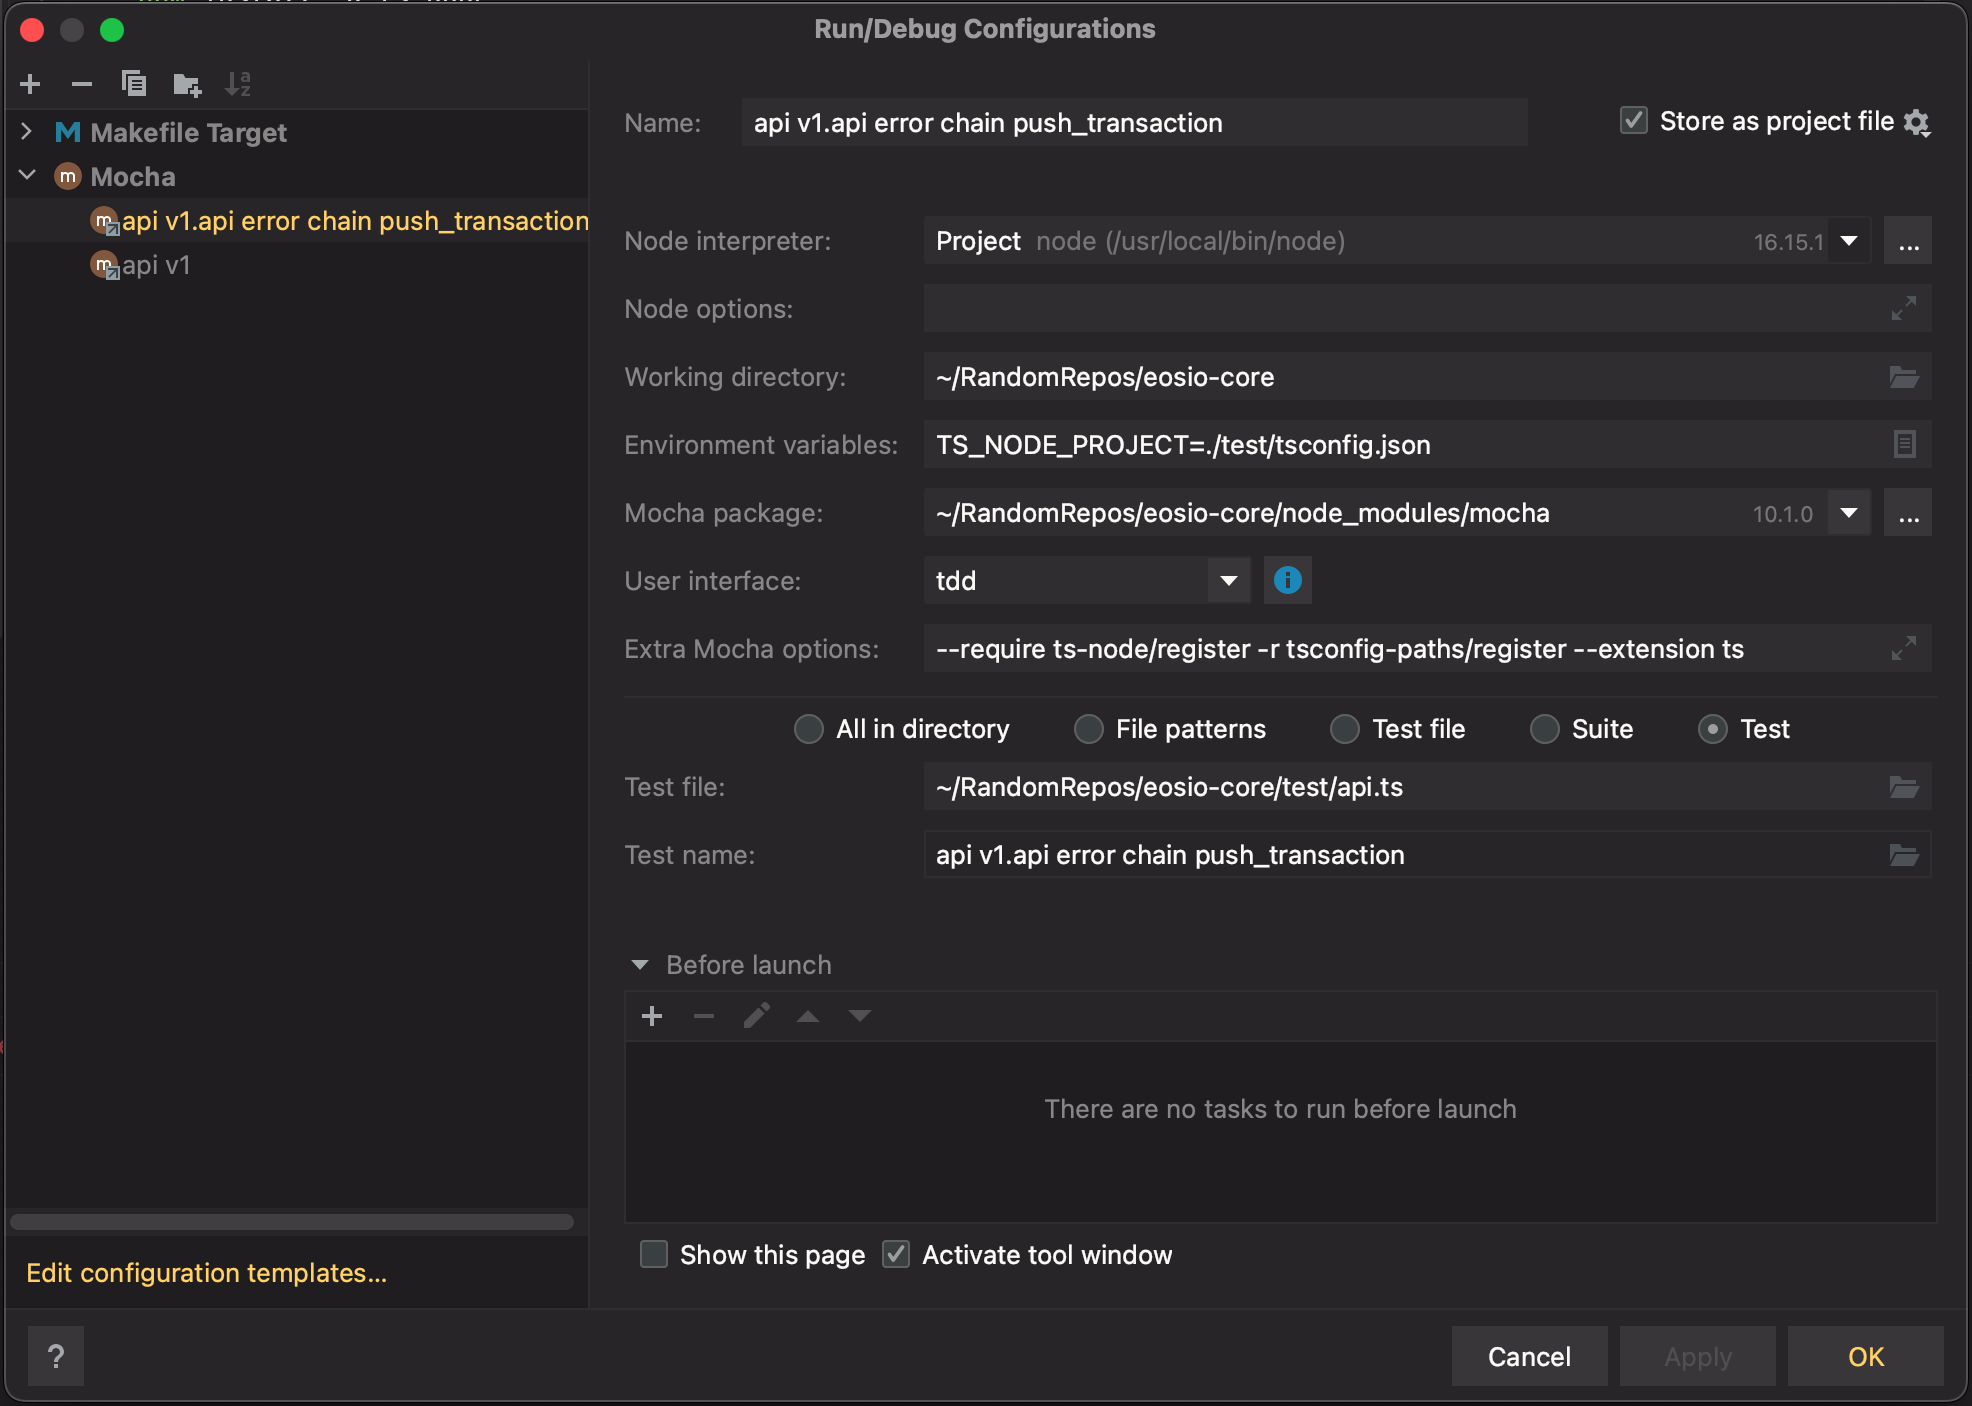 Run/Debug Configurations
Makefile Target
Mocha
api v1.api error chain push_transaction
api v1
Edit configuration templates...
Name: api v1.api error chain push_transaction
Store as project file
Node interpreter: Project node (/usr/local/bin/node) 16.15.1 ...
Node options:
Working directory: ~/RandomRepos/eosio-core
Environment variables: TS_NODE_PROJECT=./test/tsconfig.json
Mocha package: ~/RandomRepos/eosio-core/node_modules/mocha 10.1.0 ...
User interface: tdd
Extra Mocha options: --require ts-node/register -r tsconfig-paths/register --extension ts
All in directory File patterns Test file Suite Test
Test file: ~/RandomRepos/eosio-core/test/api.ts
Test name: api v1.api error chain push_transaction
Before launch
There are no tasks to run before launch
Show this page Activate tool window
? Cancel Apply OK